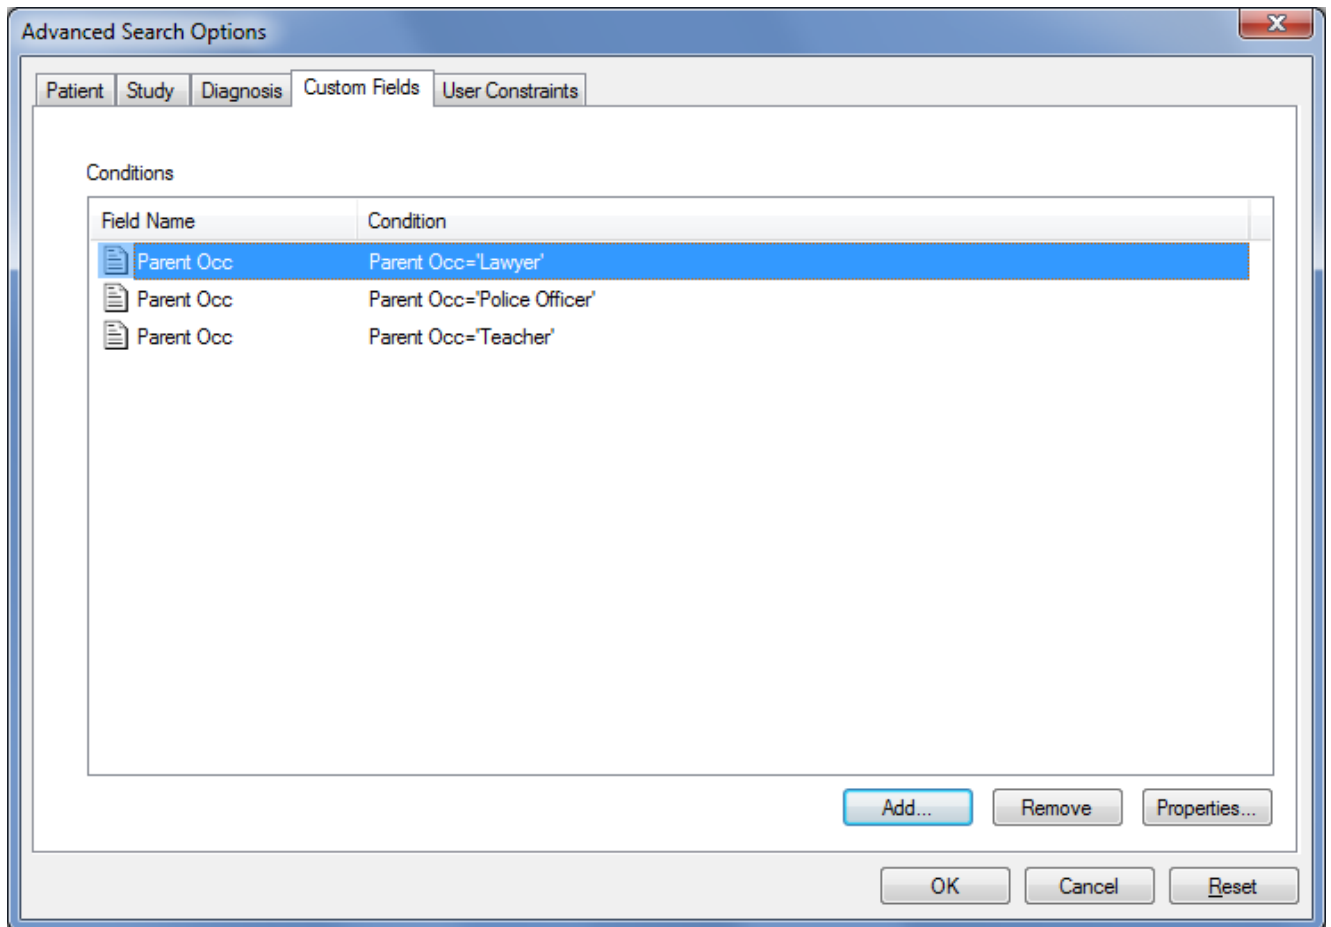 Advanced Search Options
Patient Study Diagnosis Custom Fields User Constraints
Conditions
Field Name Condition
Parent Occ Parent Occ='Lawyer'
Parent Occ Parent Occ='Police Officer'
Parent Occ Parent Occ='Teacher'
Add... Remove Properties...
OK Cancel Reset